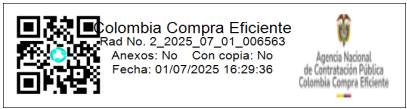 Colombia Compra Eficiente
Rad No. 2_2025_07_01_006563
Anexos: No Con copia: No
Fecha: 01/07/2025 16:29:36
Agencia Nacional
de Contratación Pública
Colombia Compra Eficiente